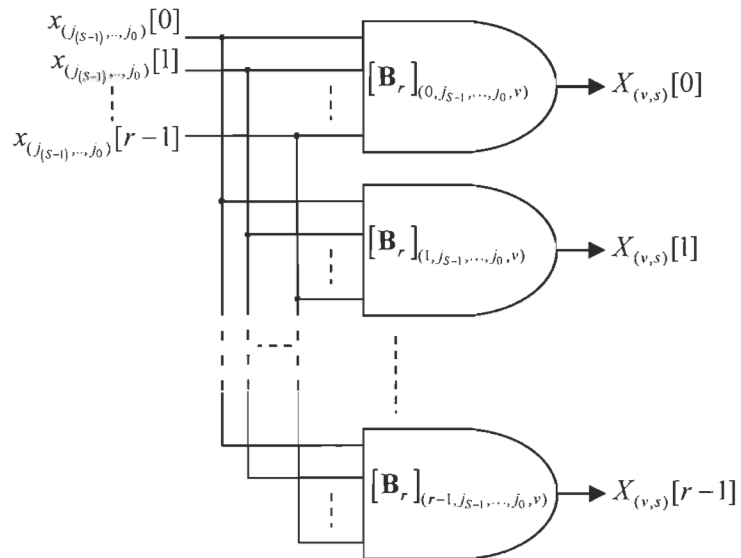 x_{(j_{(S-1)},..,j_0)}[0]
x_{(j_{(S-1)},..,j_0)}[1]
x_{(j_{(S-1)},..,j_0)}[r-1]
[B_r]_{(0,j_{S-1},...,j_0,v)}
X_{(v,s)}[0]
[B_r]_{(1,j_{S-1},...,j_0,v)}
X_{(v,s)}[1]
[B_r]_{(r-1,j_{S-1},...,j_0,v)}
X_{(v,s)}[r-1]